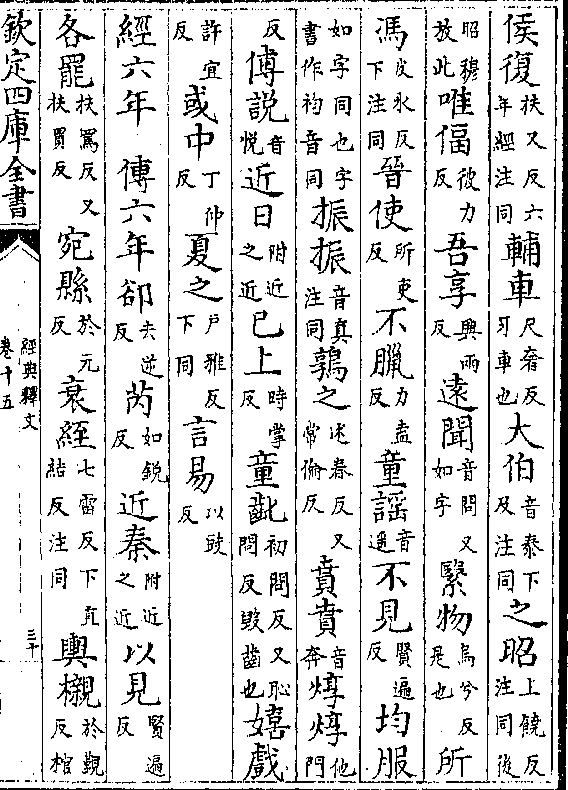 侯復扶又反六年經注同輔車尺奢反牙車也大伯音泰下及注同之昭上饒反注同後
昭穆放此唯偪彼力反吾享興兩反遠聞音問又如字繄物烏兮反是也所
馮皮氷反下注同晉使所吏反不臘力盍反童謡音遥不見賢遍反均服
如字同也字書作袀音同振振音真注同鶉之述春反又常倫反賁賁音奔焞焞他門
反傅說音悦近日附近之近已上時掌反童齔初問反又恥問反毁齒也嬉戲
許宜反或中丁仲反夏之戶雅反下同言易以豉反
經六年　傳六年郤去逆反芮如鋭反近秦附近之近以見賢遍反
各罷扶罵反又扶買反宛縣於元反衰絰七雷反下直結反注同輿櫬於覲反棺
欽定四庫全書
經典釋文
卷十五
三十